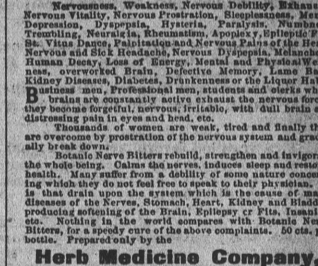 Nervousness, Weakness, Nervous Debility, Exhaus
Nervous Vitality, Nervous Prostration, Sleeplessness, Men
Depression, Dyspepsia, Hysteria, Paralysis, Numbne
Trembling, Neuralgia, Rheumatism, Apoplexy, Epileptic F
St. Vitus Dance, Palpitation and Nervous Pains of the He
Nervous and Sick Headache, Nervous Dyspepsia, Melanch
Human Decay, Loss of Energy, Mental and Physical We
ness, overworked Brain, Defective Memory, Lame Ba
Kidney Diseases, Diabetes, Drunkenness or the Liquor Ha
Business men, Professional men, students and clerks wh
brains are constantly active exhaust the nervous forc
they become forgetful, nervous, irritable, with dull brain a
distressing pain in eyes and head, etc.
Thousands of women are weak, tired and finally th
are overcome by prostration of the nervous system and grad
ally break down.
Botanic Nerve Bitters rebuild, strengthen and invigor
the whole being. Calms the nerves, induces sleep and resto
health. Many suffer from a debility of some nature concer
ing which they do not feel free to speak to their physician.
is that drain upon the system which is the cause of ma
diseases of the Nerves, Stomach, Heart, Kidney and Bladd
producing softening of the Brain, Epilepsy or Fits, Insani
etc. Nothing in the world compares with Botanic Ner
Bitters, for a speedy cure of the above complaints. 50 cts. p
bottle. Prepared only by the
Herb Medicine Company,